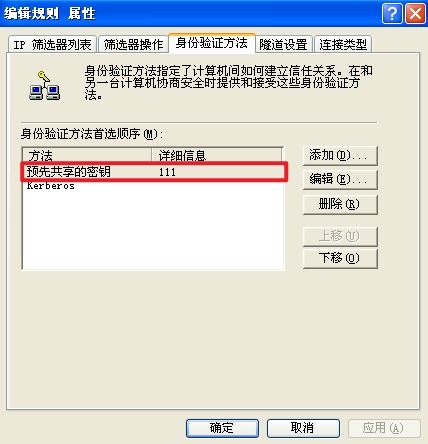 编辑规则 属性
IP 筛选器列表 筛选器操作 身份验证方法 隧道设置 连接类型
身份验证方法指定了计算机间如何建立信任关系。在和
另一台计算机协商安全时提供和接受这些身份验证方
法。
身份验证方法首选顺序(M):
方法 详细信息
预先共享的密钥 111
Kerberos
添加(D)...
编辑(E)...
删除(R)
上移(U)
下移(O)
确定 取消 应用(A)